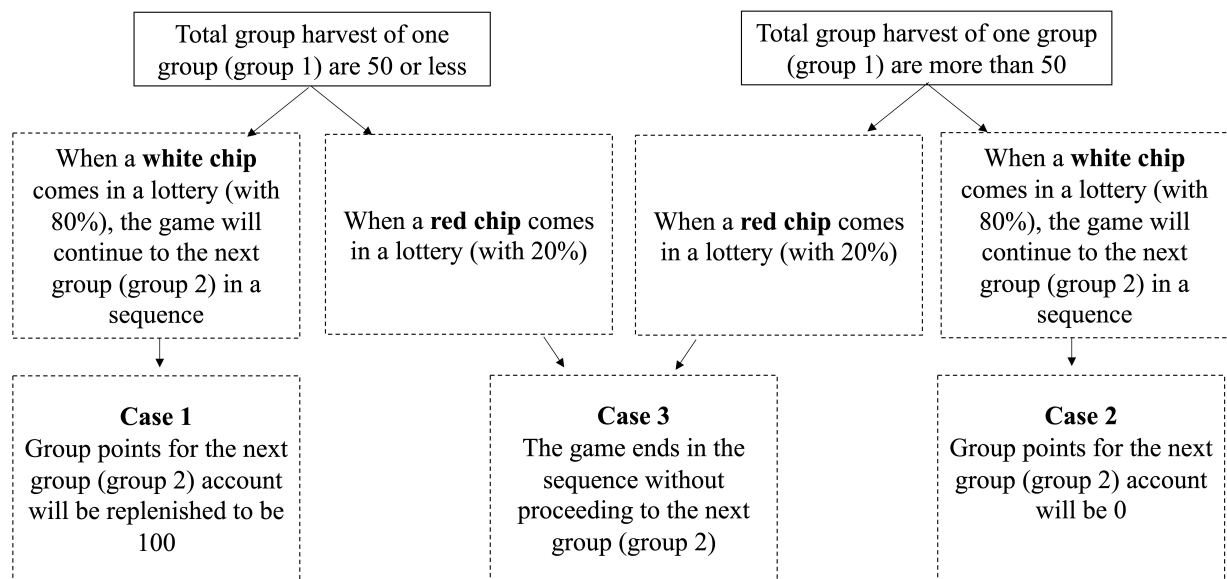 Total group harvest of one
group (group 1) are 50 or less
Total group harvest of one group
(group 1) are more than 50
When a white chip
comes in a lottery (with
80%), the game will
continue to the next
group (group 2) in a
sequence
When a red chip comes
in a lottery (with 20%)
When a red chip comes
in a lottery (with 20%)
When a white chip
comes in a lottery (with
80%), the game will
continue to the next
group (group 2) in a
sequence
Case 1
Group points for the next
group (group 2) account
will be replenished to be
100
Case 3
The game ends in the
sequence without
proceeding to the next
group (group 2)
Case 2
Group points for the next
group (group 2) account
will be 0